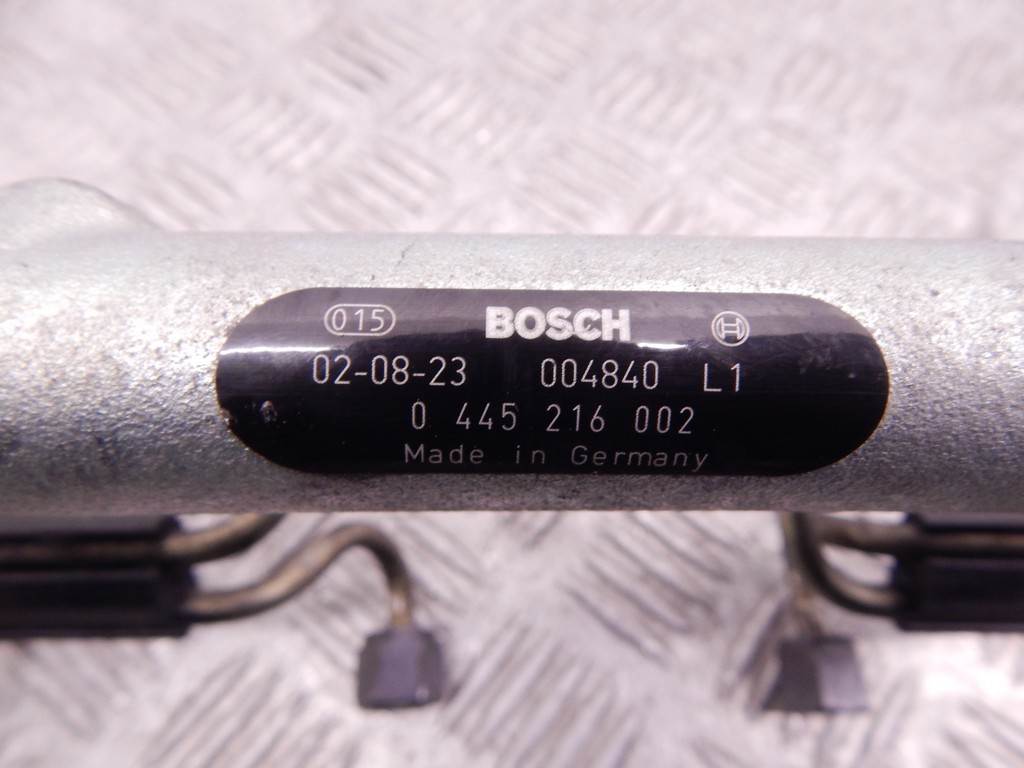 015 BOSCH
02-08-23 004840 L1
0 445 216 002
Made in Germany